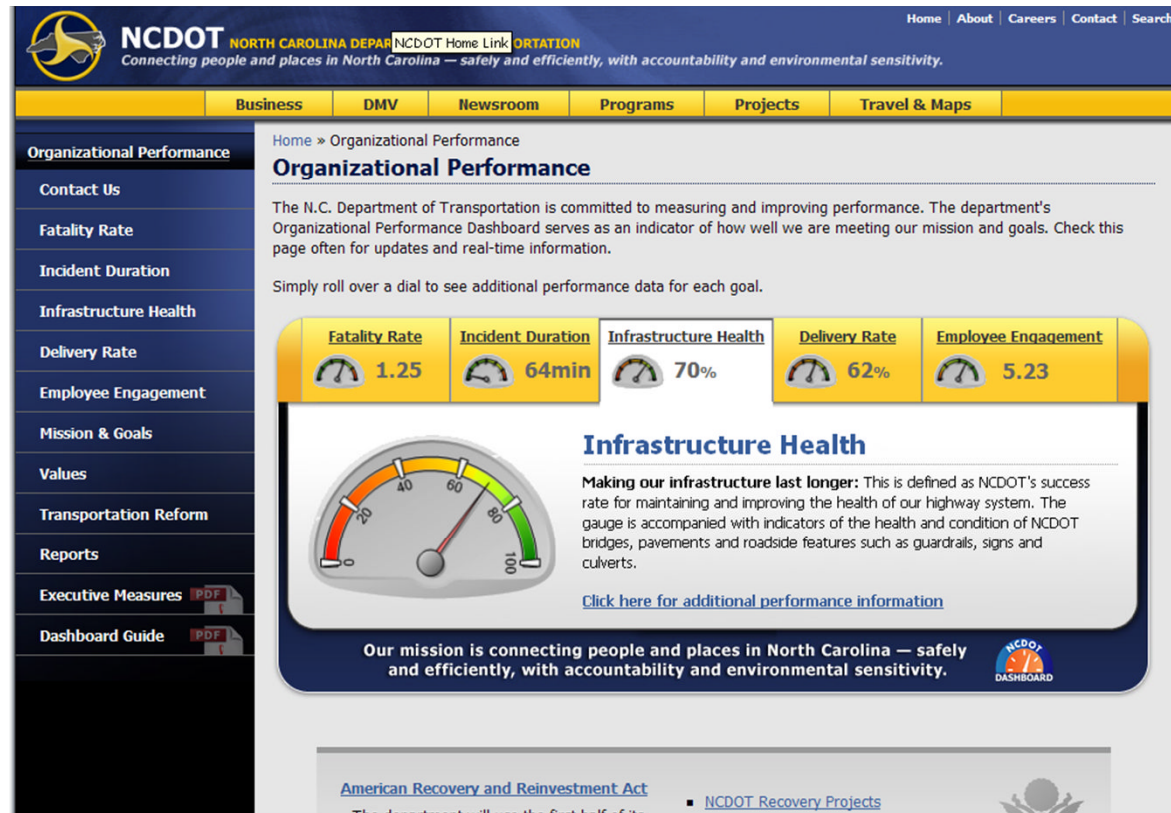 Home | About | Careers | Contact | Search
NCDOT NORTH CAROLINA DEPAR NCDOT Home Link ORTATION
Connecting people and places in North Carolina — safely and efficiently, with accountability and environmental sensitivity.
Business DMV Newsroom Programs Projects Travel & Maps
Organizational Performance
Contact Us
Fatality Rate
Incident Duration
Infrastructure Health
Delivery Rate
Employee Engagement
Mission & Goals
Values
Transportation Reform
Reports
Executive Measures PDF
Dashboard Guide PDF
Home » Organizational Performance
Organizational Performance
The N.C. Department of Transportation is committed to measuring and improving performance. The department's
Organizational Performance Dashboard serves as an indicator of how well we are meeting our mission and goals. Check this
page often for updates and real-time information.
Simply roll over a dial to see additional performance data for each goal.
Fatality Rate Incident Duration Infrastructure Health Delivery Rate Employee Engagement
1.25 64min 70% 62% 5.23
0 20 40 60 80 100
Infrastructure Health
Making our infrastructure last longer: This is defined as NCDOT's success
rate for maintaining and improving the health of our highway system. The
gauge is accompanied with indicators of the health and condition of NCDOT
bridges, pavements and roadside features such as guardrails, signs and
culverts.
Click here for additional performance information
Our mission is connecting people and places in North Carolina — safely
and efficiently, with accountability and environmental sensitivity.
NCDOT
DASHBOARD
American Recovery and Reinvestment Act
The department will use the first half of its
NCDOT Recovery Projects